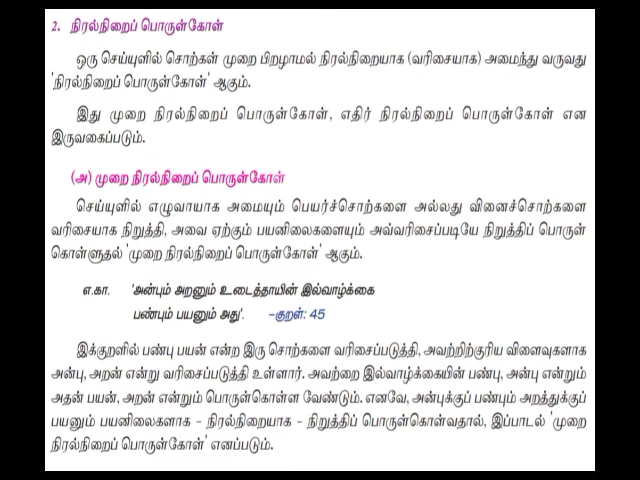 2. நிரல்நிறைப் பொருள்கோள்
ஒரு செய்யுளில் சொற்கள் முறை பிறழாமல் நிரல்நிறையாக (வரிசையாக) அமைந்து வருவது
'நிரல்நிறைப் பொருள்கோள்' ஆகும்.
இது முறை நிரல்நிறைப் பொருள்கோள், எதிர் நிரல்நிறைப் பொருள்கோள் என
இருவகைப்படும்.
(அ) முறை நிரல்நிறைப் பொருள்கோள்
செய்யுளில் எழுவாயாக அமையும் பெயர்ச்சொற்களை அல்லது வினைச்சொற்களை
வரிசையாக நிறுத்தி, அவை ஏற்கும் பயனிலைகளையும் அவ்வரிசைப்படியே நிறுத்திப் பொருள்
கொள்ளுதல் 'முறை நிரல்நிறைப் பொருள்கோள்' ஆகும்.
எ.கா. 'அன்பும் அறனும் உடைத்தாயின் இல்வாழ்க்கை
பண்பும் பயனும் அது'. –குறள்: 45
இக்குறளில் பண்பு பயன் என்ற இரு சொற்களை வரிசைப்படுத்தி, அவற்றிற்குரிய விளைவுகளாக
அன்பு, அறன் என்று வரிசைப்படுத்தி உள்ளார். அவற்றை இல்வாழ்க்கையின் பண்பு, அன்பு என்றும்
அதன் பயன், அறன் என்றும் பொருள்கொள்ள வேண்டும். எனவே, அன்புக்குப் பண்பும் அறத்துக்குப்
பயனும் பயனிலைகளாக - நிரல்நிறையாக - நிறுத்திப் பொருள்கொள்வதால், இப்பாடல் 'முறை
நிரல்நிறைப் பொருள்கோள்' எனப்படும்.